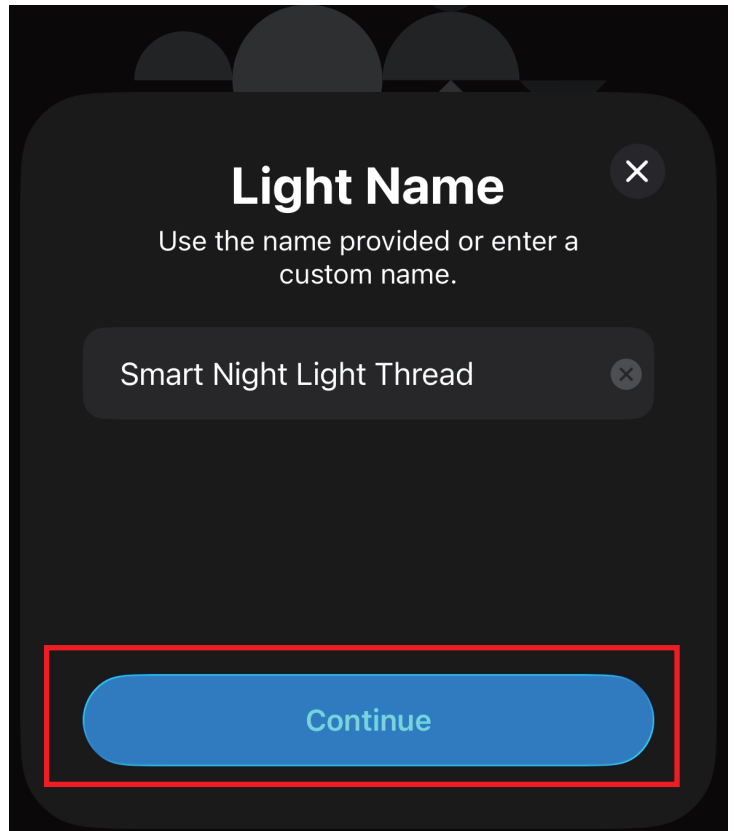 Light Name
Use the name provided or enter a
custom name.
Smart Night Light Thread
Continue